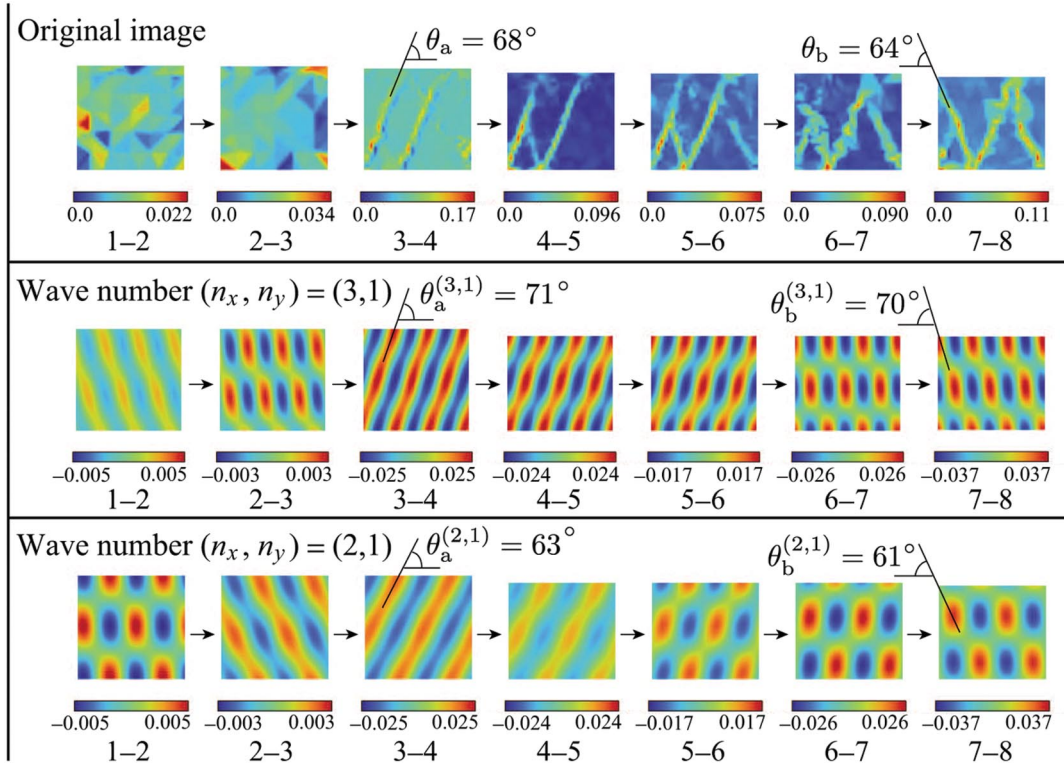 Original image
θa = 68°
θb = 64°
0.0 0.022 0.0 0.034 0.0 0.17 0.0 0.096 0.0 0.075 0.0 0.090 0.0 0.11
1–2 2–3 3–4 4–5 5–6 6–7 7–8
Wave number (nx, ny) = (3,1)
θa(3,1) = 71°
θb(3,1) = 70°
−0.005 0.005 −0.003 0.003 −0.025 0.025 −0.024 0.024 −0.017 0.017 −0.026 0.026 −0.037 0.037
1–2 2–3 3–4 4–5 5–6 6–7 7–8
Wave number (nx, ny) = (2,1)
θa(2,1) = 63°
θb(2,1) = 61°
−0.005 0.005 −0.003 0.003 −0.025 0.025 −0.024 0.024 −0.017 0.017 −0.026 0.026 −0.037 0.037
1–2 2–3 3–4 4–5 5–6 6–7 7–8